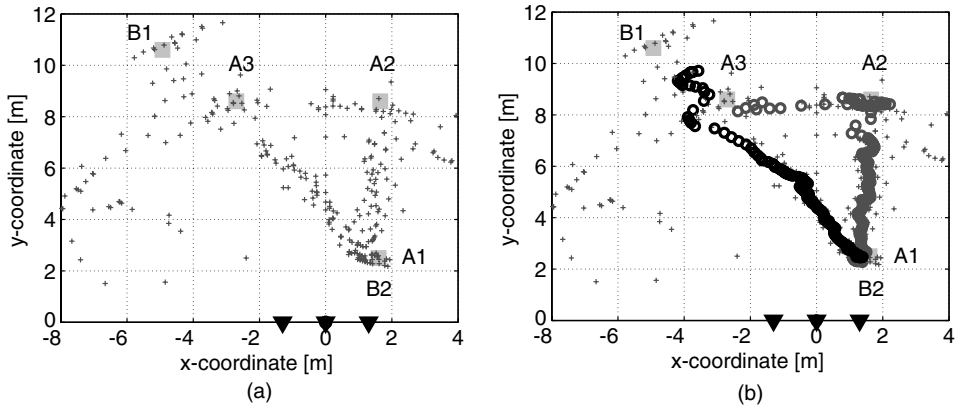 12
10
8
6
4
2
0
y-coordinate [m]
B1
A3
A2
A1
B2
-8 -6 -4 -2 0 2 4
x-coordinate [m]
(a)
12
10
8
6
4
2
0
y-coordinate [m]
B1
A3
A2
A1
B2
-8 -6 -4 -2 0 2 4
x-coordinate [m]
(b)